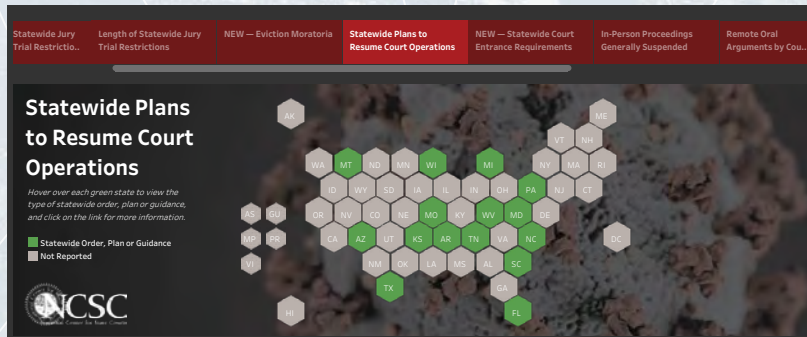 Statewide Jury
Trial Restrictio..
Length of Statewide Jury
Trial Restrictions
NEW — Eviction Moratoria
Statewide Plans to
Resume Court Operations
NEW — Statewide Court
Entrance Requirements
In-Person Proceedings
Generally Suspended
Remote Oral
Arguments by Cou..
Statewide Plans
to Resume Court
Operations
Hover over each green state to view the
type of statewide order, plan or guidance,
and click on the link for more information.
Statewide Order, Plan or Guidance
Not Reported
NCSC
AK ME
VT NH
WA MT ND MN WI MI NY MA RI
ID WY SD IA IL IN OH PA NJ CT
AS GU OR NV CO NE MO KY WV MD DE
MP PR CA AZ UT KS AR TN VA NC DC
VI NM OK LA MS AL SC
TX GA
HI FL